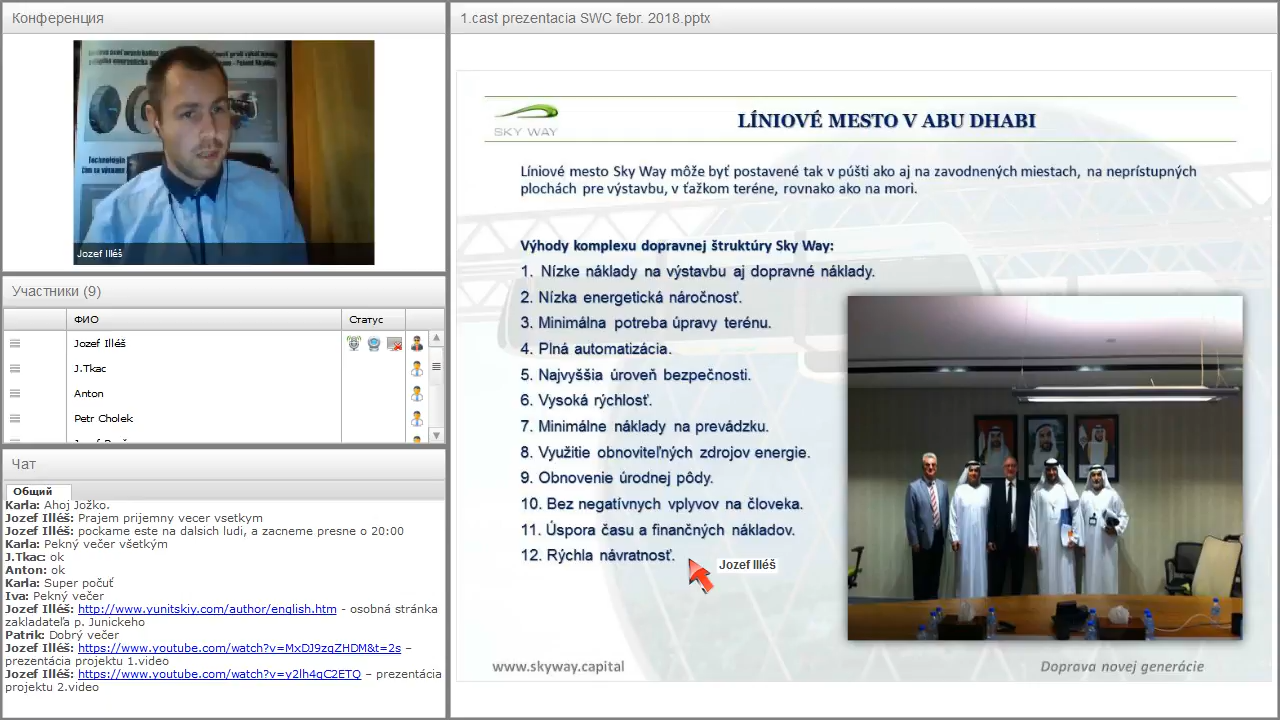 Конференция
Technológia
Jozef Illéš
Участники (9)
ФИО
Статус
Jozef Illéš
J.Tkac
Anton
Petr Cholek
Чат
Общий
Karla: Ahoj Jožko.
Jozef Illéš: Prajem prijemny vecer vsetkym
Jozef Illéš: pockame este na dalsich ludi, a zacneme presne o 20:00
Karla: Pekný večer všetkým
J.Tkac: ok
Anton: ok
Karla: Super počuť
Iva: Pekný večer
Jozef Illéš: http://www.yunitskiy.com/author/english.htm - osobná stránka
zakladateľa p. Junickeho
Patrik: Dobrý večer
Jozef Illéš: https://www.youtube.com/watch?v=MxDJ9zqZHDM&t=2s –
prezentácia projektu 1.video
Jozef Illéš: https://www.youtube.com/watch?v=y2lh4gC2ETQ – prezentácia
projektu 2.video
1.cast prezentacia SWC febr. 2018.pptx
SKY WAY
LÍNIOVÉ MESTO V ABU DHABI
Líniové mesto Sky Way môže byť postavené tak v púšti ako aj na zavodnených miestach, na neprístupných
plochách pre výstavbu, v ťažkom teréne, rovnako ako na mori.
Výhody komplexu dopravnej štruktúry Sky Way:
1. Nízke náklady na výstavbu aj dopravné náklady.
2. Nízka energetická náročnosť.
3. Minimálna potreba úpravy terénu.
4. Plná automatizácia.
5. Najvyššia úroveň bezpečnosti.
6. Vysoká rýchlosť.
7. Minimálne náklady na prevádzku.
8. Využitie obnoviteľných zdrojov energie.
9. Obnovenie úrodnej pôdy.
10. Bez negatívnych vplyvov na človeka.
11. Úspora času a finančných nákladov.
12. Rýchla návratnosť.
Jozef Illéš
www.skyway.capital
Doprava novej generácie